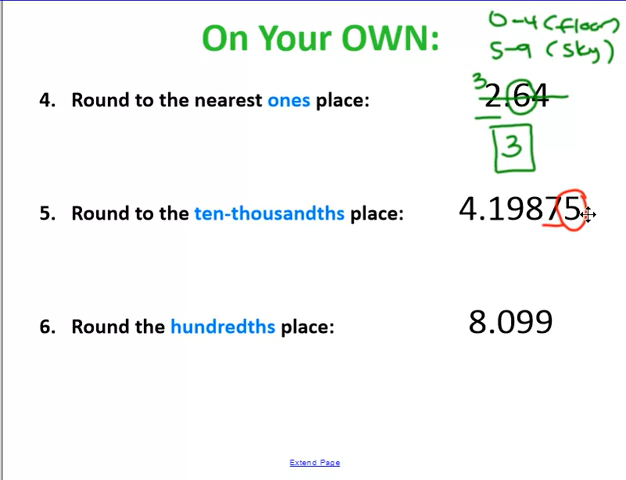 On Your OWN:
0-4 (floor)
5-9 (sky)
4. Round to the nearest ones place:
3
2.64
3
5. Round to the ten-thousandths place:
4.19875
6. Round the hundredths place:
8.099
Extend Page